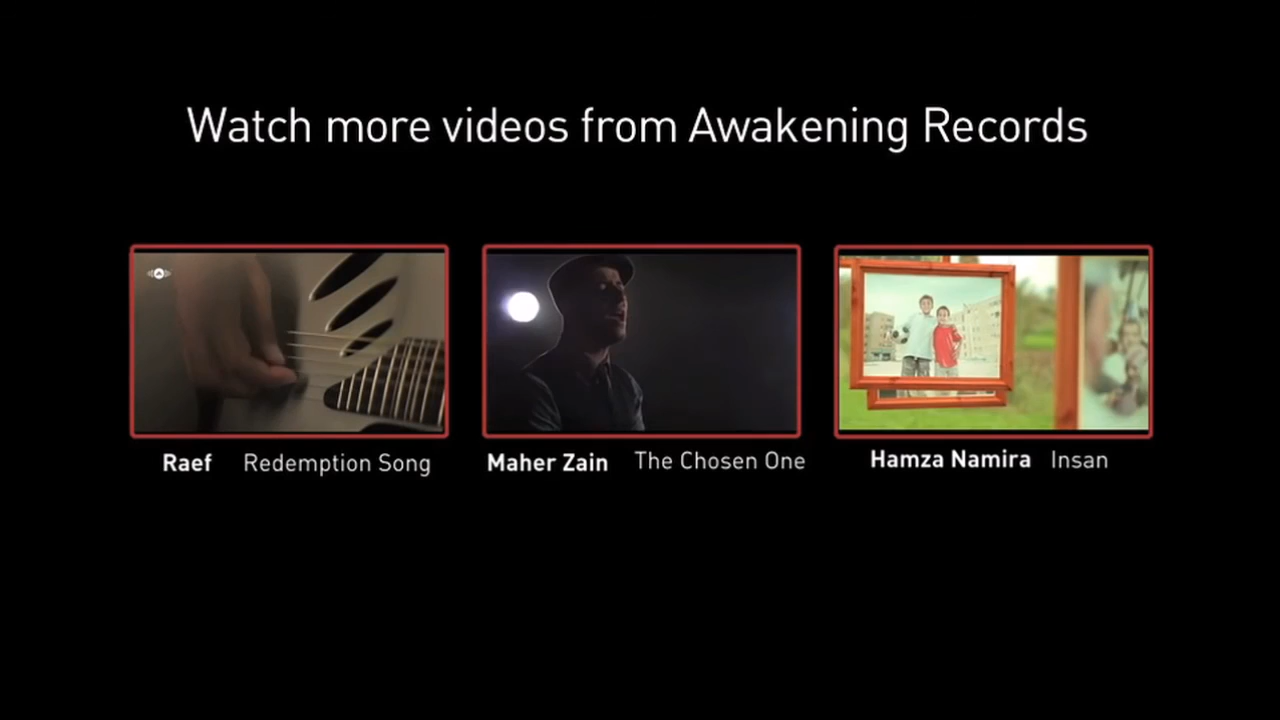 Watch more videos from Awakening Records
Raef Redemption Song
Maher Zain The Chosen One
Hamza Namira Insan